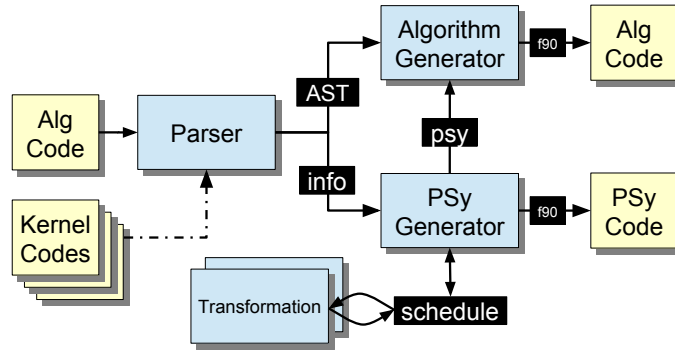 Alg
Code
Parser
AST
info
Algorithm
Generator
f90
Alg
Code
psy
Kernel
Codes
PSy
Generator
f90
PSy
Code
Transformation
schedule